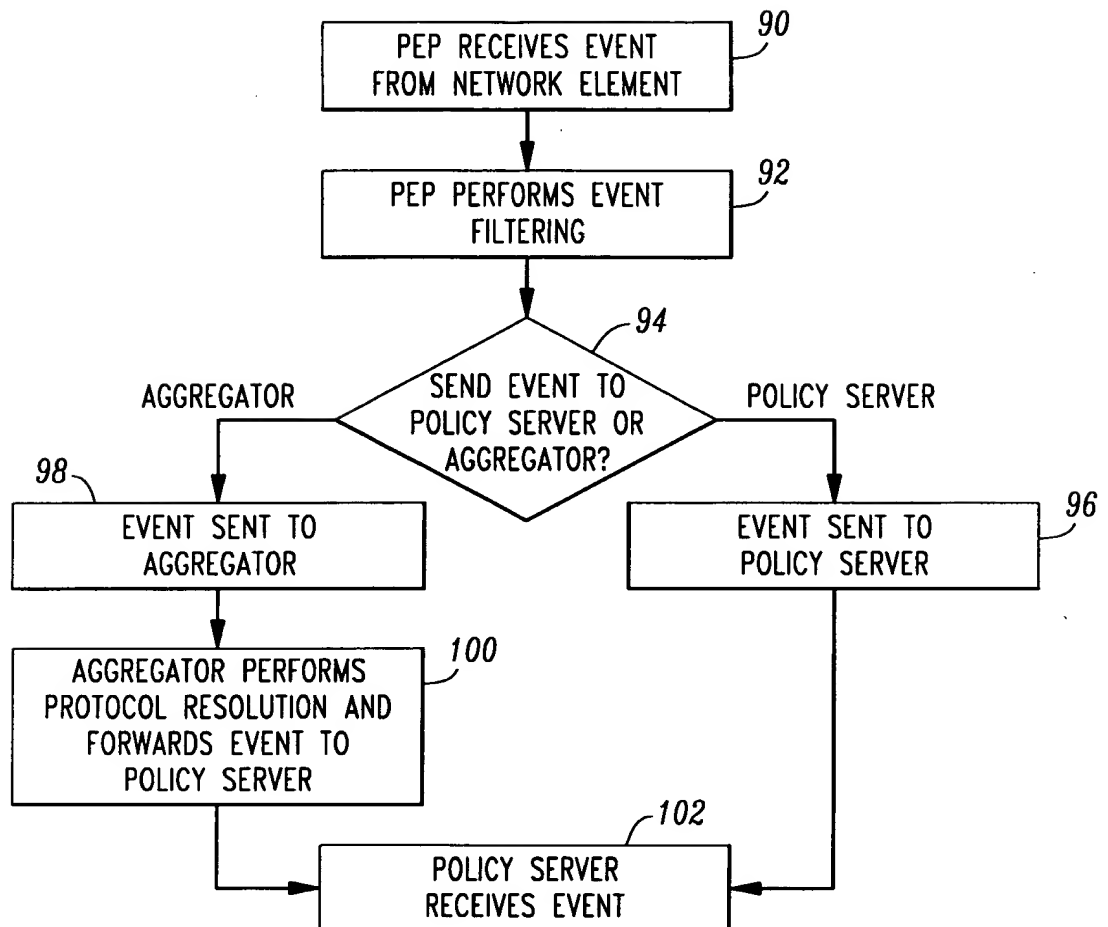 90
PEP RECEIVES EVENT
FROM NETWORK ELEMENT
92
PEP PERFORMS EVENT
FILTERING
94
SEND EVENT TO
POLICY SERVER OR
AGGREGATOR?
AGGREGATOR
POLICY SERVER
98
EVENT SENT TO
AGGREGATOR
96
EVENT SENT TO
POLICY SERVER
100
AGGREGATOR PERFORMS
PROTOCOL RESOLUTION AND
FORWARDS EVENT TO
POLICY SERVER
102
POLICY SERVER
RECEIVES EVENT